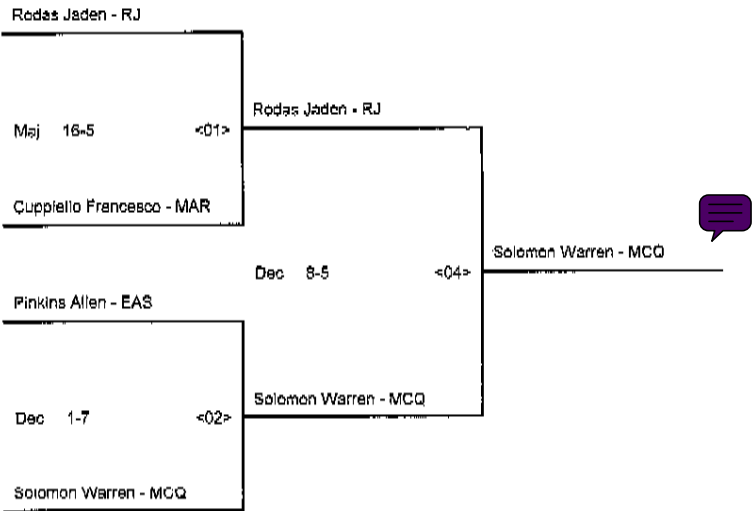 Rodas Jaden - RJ
Rodas Jaden - RJ
Maj 16-5 <01>
Cuppiello Francesco - MAR
Solomon Warren - MCQ
Dec 8-5 <04>
Pinkins Allen - EAS
Solomon Warren - MCQ
Dec 1-7 <02>
Solomon Warren - MCQ